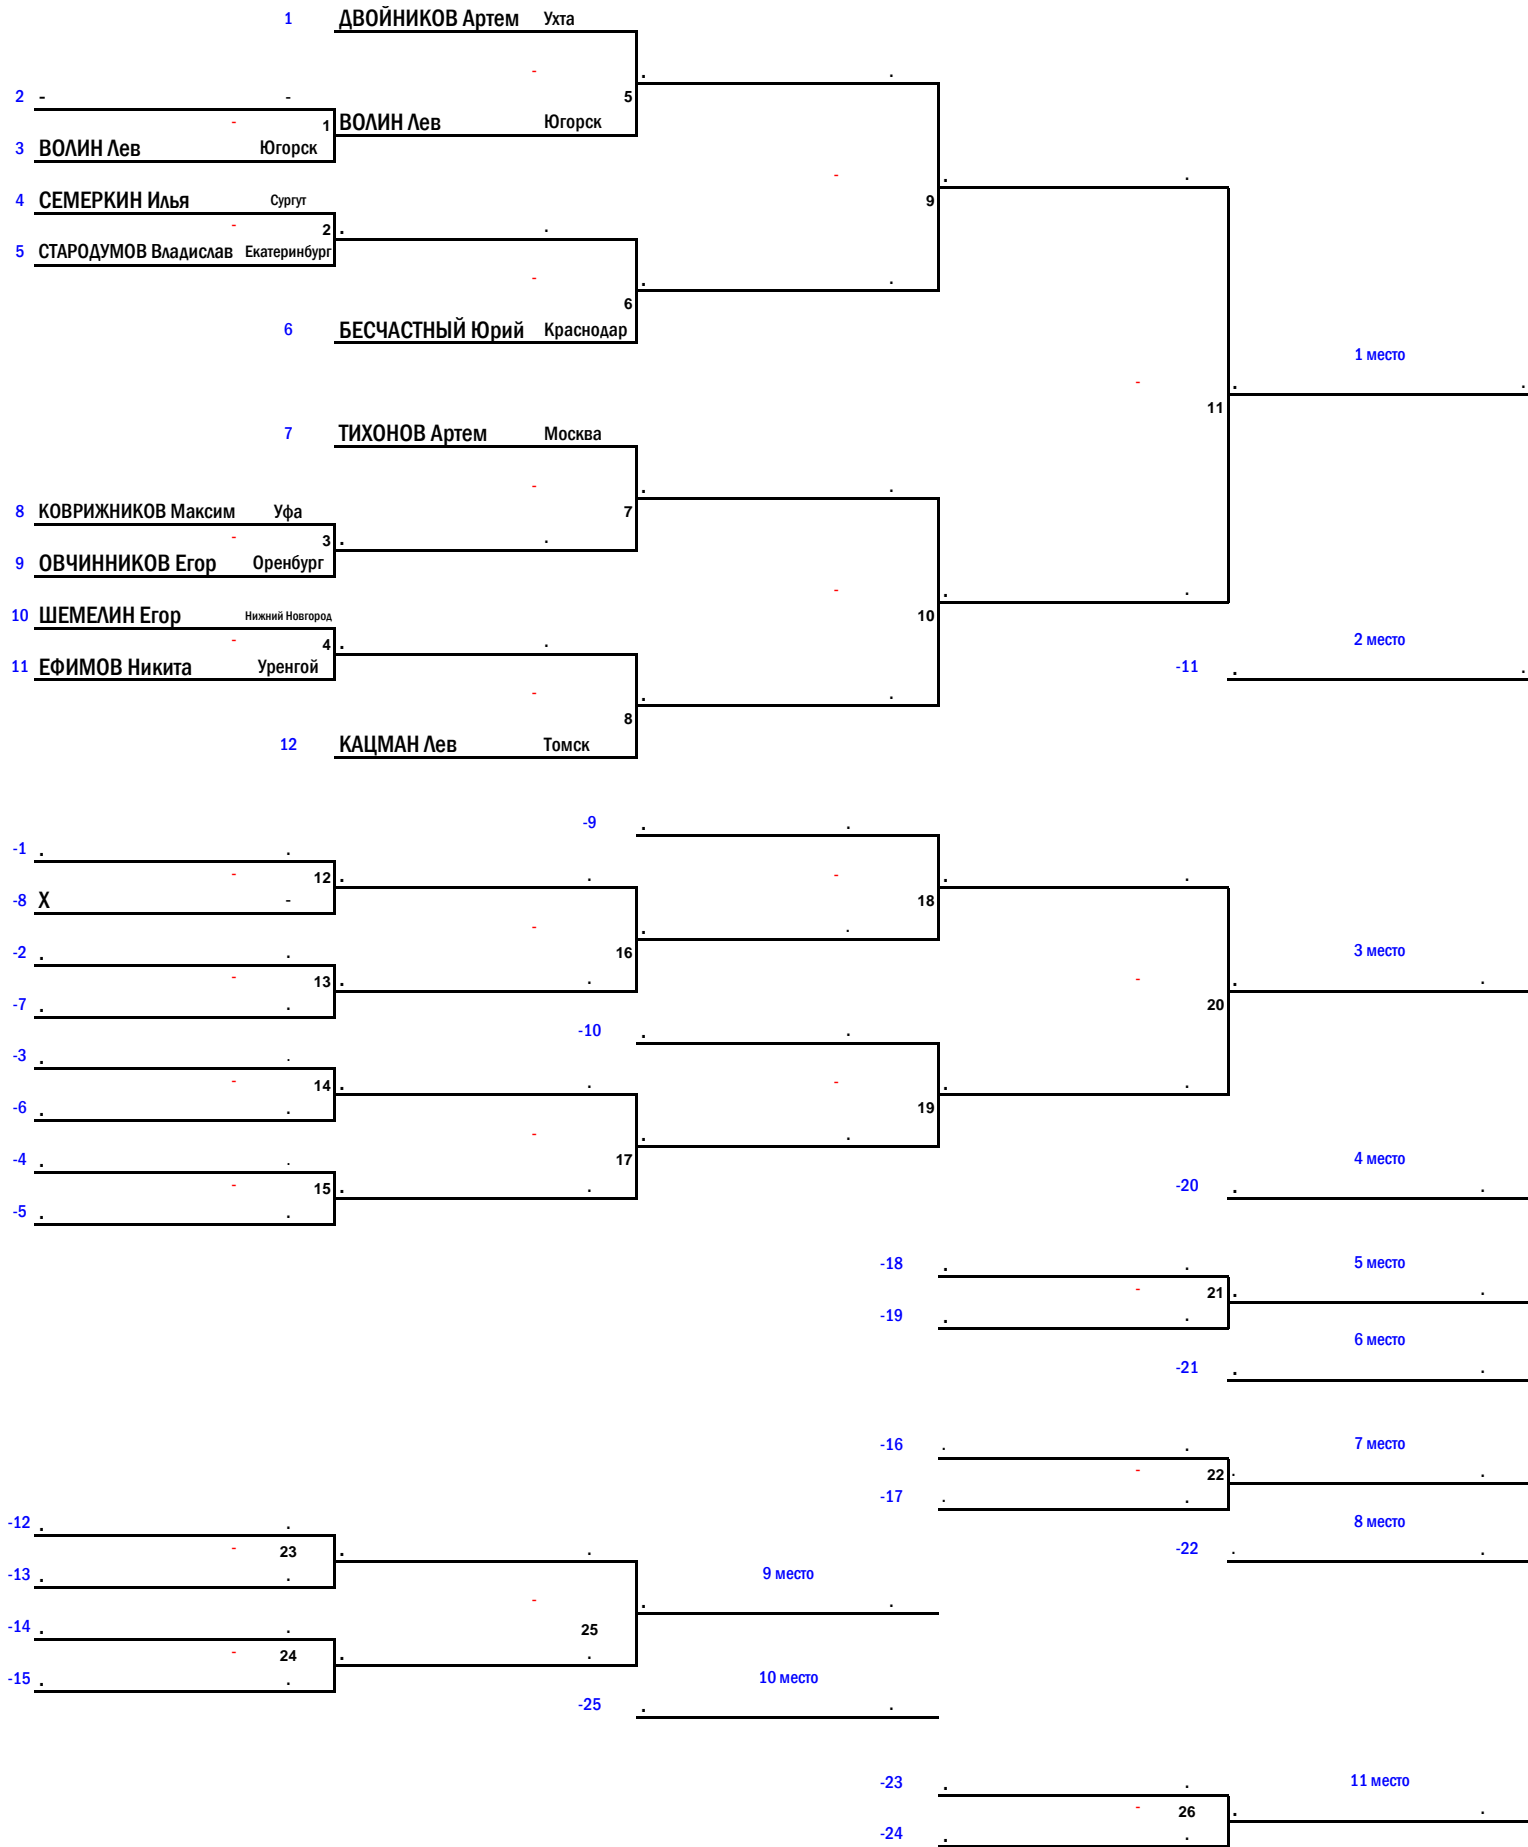 1 ДВОЙНИКОВ Артем Ухта
- . .
2 - - 5
- 1 ВОЛИН Лев Югорск
3 ВОЛИН Лев Югорск
- . .
4 СЕМЕРКИН Илья Сургут 9
- 2 . .
5 СТАРОДУМОВ Владислав Екатеринбург
- . .
6
6 БЕСЧАСТНЫЙ Юрий Краснодар
1 место
- . .
11
7 ТИХОНОВ Артем Москва
- . .
8 КОВРИЖНИКОВ Максим Уфа 7
- 3 . .
9 ОВЧИННИКОВ Егор Оренбург
- . .
10 ШЕМЕЛИН Егор Нижний Новгород 10
- 4 . . 2 место
11 ЕФИМОВ Никита Уренгой -11 . .
- . .
8
12 КАЦМАН Лев Томск
-9 . .
-1 . .
- 12 . . - . .
-8 X - 18
- . .
-2 . . 16 3 место
- 13 . . - . .
-7 . . 20
-10 . .
-3 . .
- 14 . . - . .
-6 . . 19
- . .
-4 . . 17 4 место
- 15 . . -20 . .
-5 . .
-18 . . 5 место
- 21 . .
-19 . . 6 место
-21 . .
-16 . . 7 место
- 22 . .
-17 . . 8 место
-12 . .
- 23 . . -22 . .
-13 . . 9 место
- . .
-14 . . 25
- 24 . .
-15 . . 10 место
-25 . .
-23 . . 11 место
- 26 . .
-24 . .